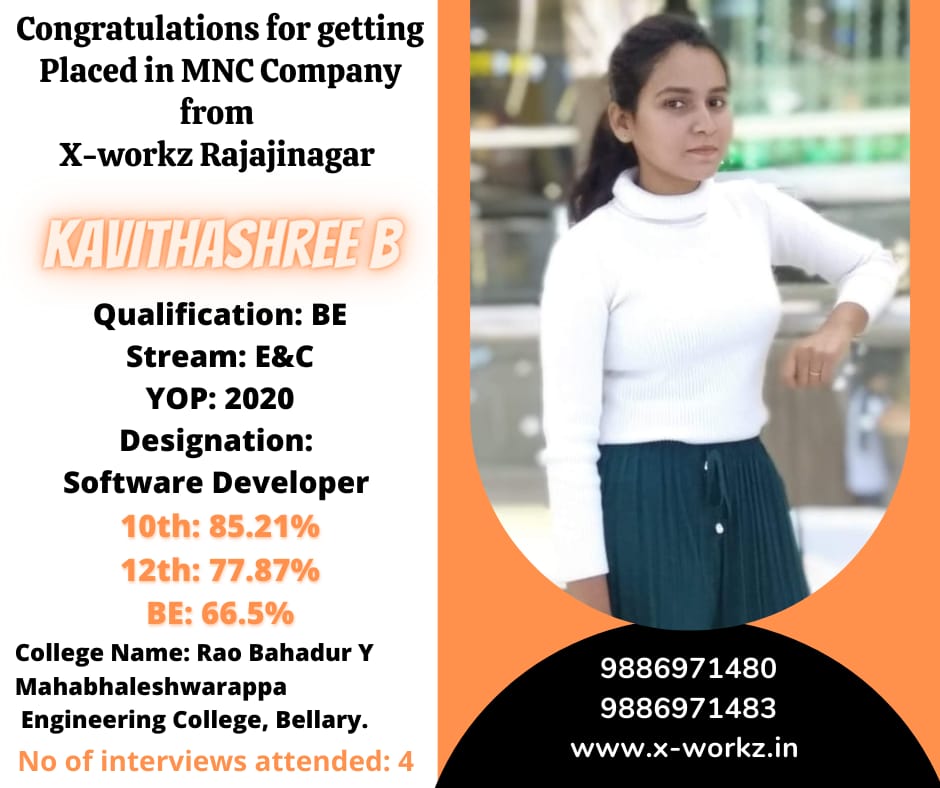 Congratulations for getting
Placed in MNC Company
from
X-workz Rajajinagar
KAVITHASHREE B
Qualification: BE
Stream: E&C
YOP: 2020
Designation:
Software Developer
10th: 85.21%
12th: 77.87%
BE: 66.5%
College Name: Rao Bahadur Y
Mahabhaleshwarappa
Engineering College, Bellary.
No of interviews attended: 4
9886971480
9886971483
www.x-workz.in